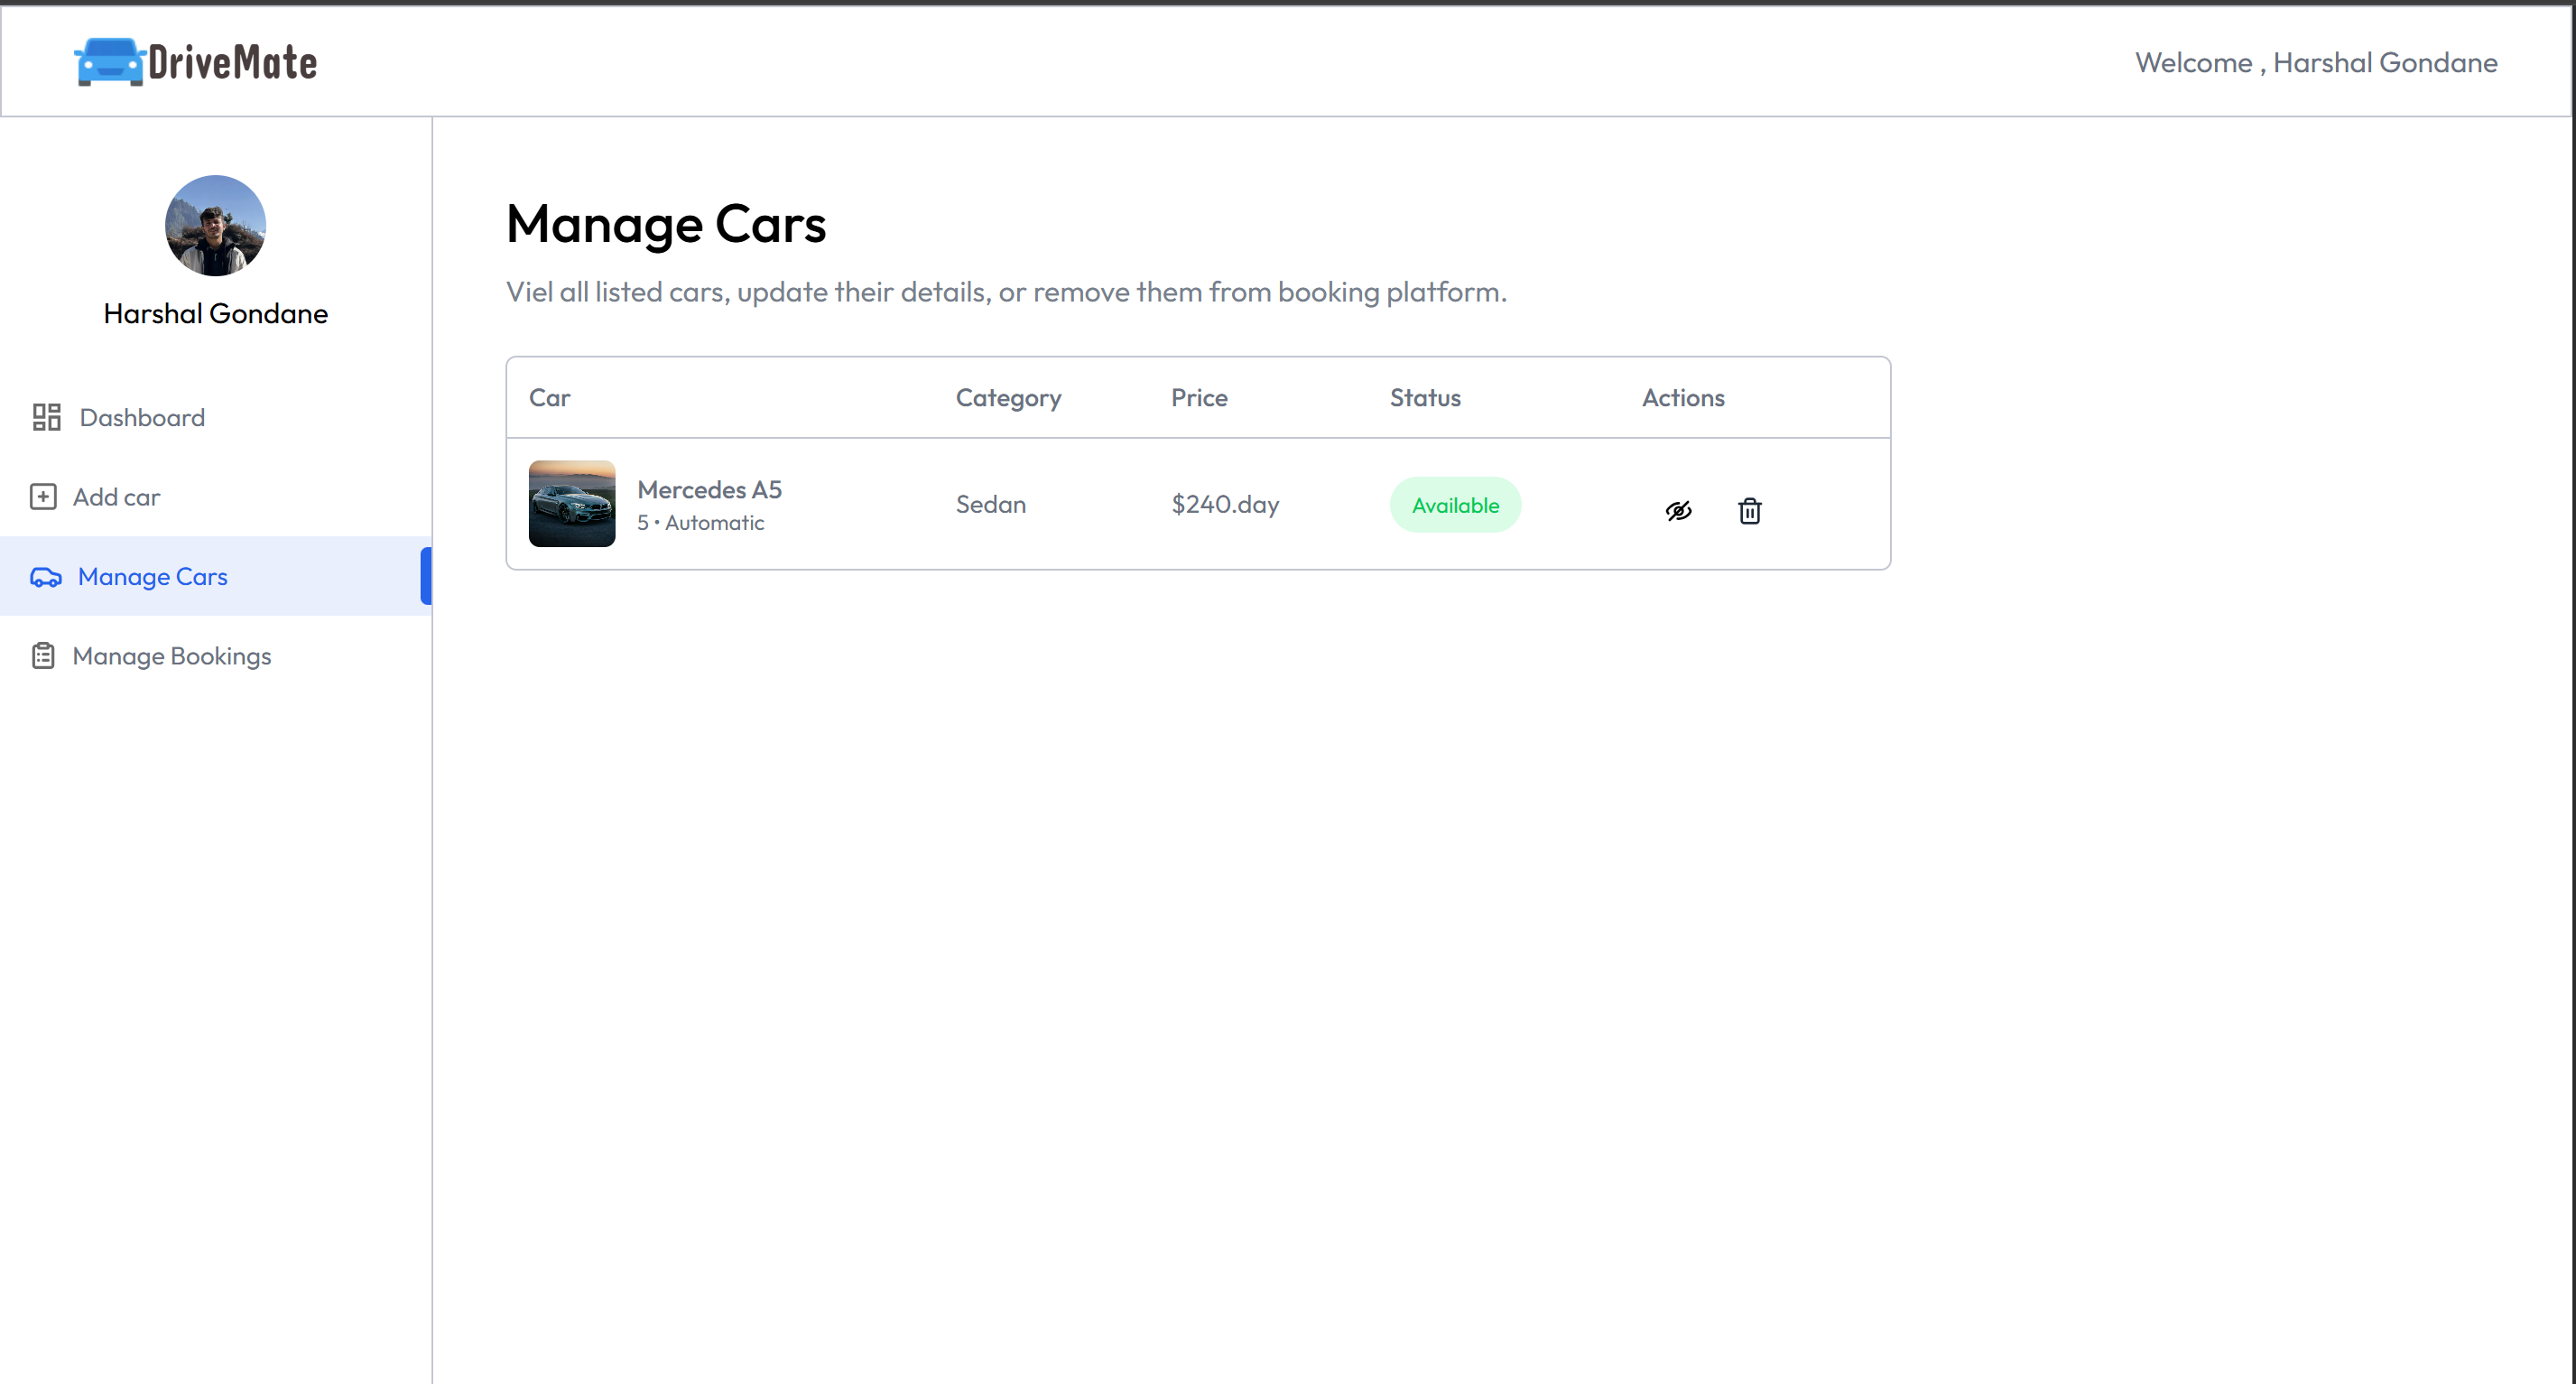 DriveMate
Welcome , Harshal Gondane
Harshal Gondane
Dashboard
Add car
Manage Cars
Manage Bookings
Manage Cars
Viel all listed cars, update their details, or remove them from booking platform.
Car Category Price Status Actions
Mercedes A5
5 • Automatic
Sedan $240.day Available